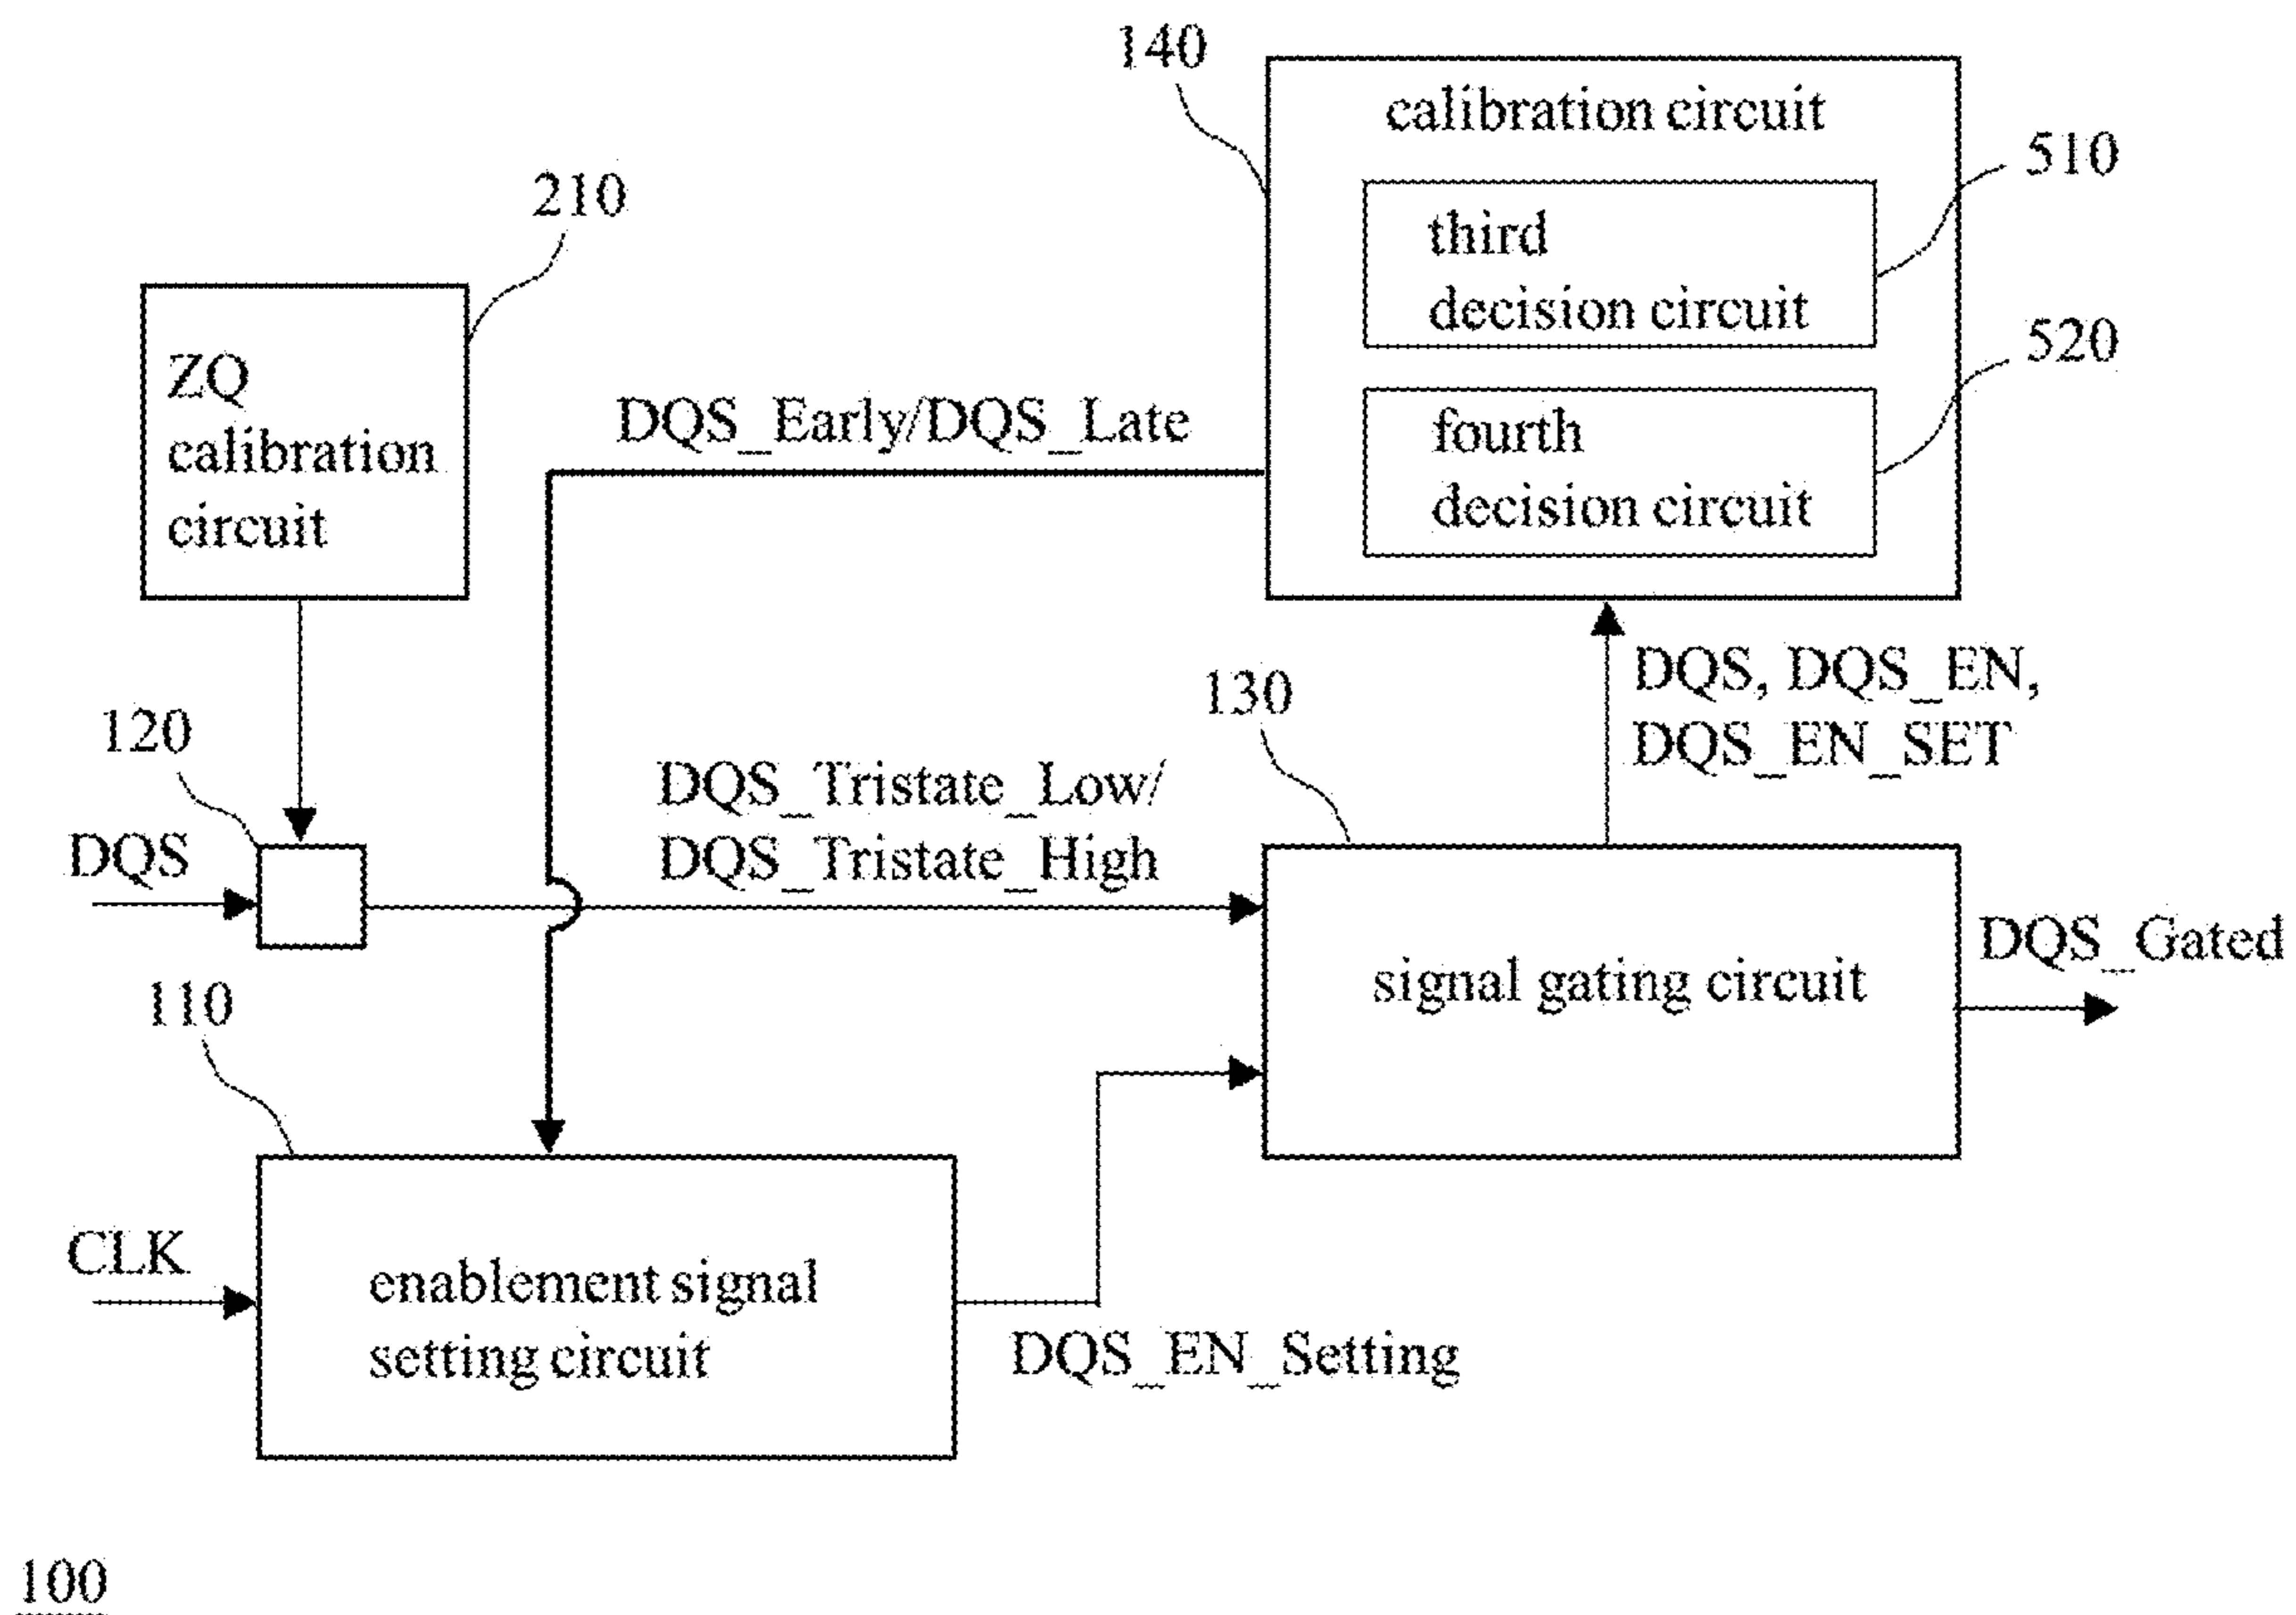 140
calibration circuit
510
third
decision circuit
210
520
ZQ
calibration
circuit
DQS_Early/DQS_Late
fourth
decision circuit
DQS, DQS_EN,
DQS_EN_SET
130
120
DQS_Tristate_Low/
DQS_Tristate_High
DQS
DQS_Gated
signal gating circuit
110
CLK
enablement signal
setting circuit
DQS_EN_Setting
100